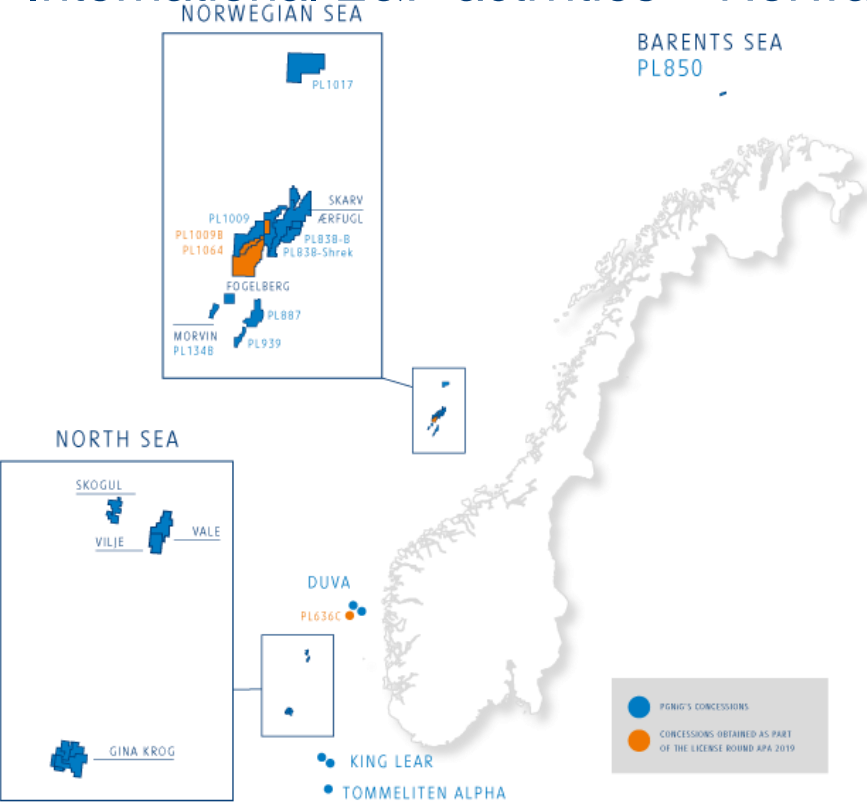 NORWEGIAN SEA
BARENTS SEA
PL850
PL1017
SKARV
ÆRFUGL
PL1009
PL1009B
PL1064
PL838-B
PL838-Shrek
FOGELBERG
PL887
MORVIN
PL134B
PL939
NORTH SEA
SKOGUL
VILJE
VALE
DUVA
PL636C
GINA KROG
KING LEAR
TOMMELITEN ALPHA
PGNiG'S CONCESSIONS
CONCESSIONS OBTAINED AS PART
OF THE LICENSE ROUND APA 2019